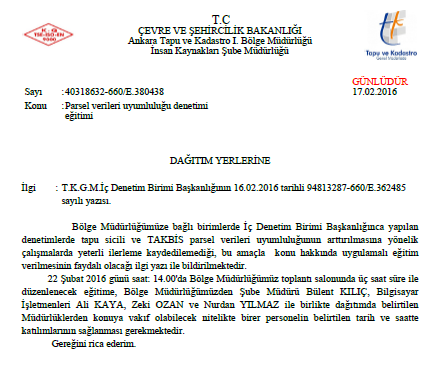 T.C
ÇEVRE VE ŞEHİRCİLİK BAKANLIĞI
Ankara Tapu ve Kadastro I. Bölge Müdürlüğü
İnsan Kaynakları Şube Müdürlüğü
K-Q
TSE-ISO-EN
9000
Tapu ve Kadastro
Genel Müdürlüğü
GÜNLÜDÜR
Sayı :40318632-660/E.380438 17.02.2016
Konu :Parsel verileri uyumluluğu denetimi
eğitimi
DAĞITIM YERLERİNE
İlgi : T.K.G.M.İç Denetim Birimi Başkanlığının 16.02.2016 tarihli 94813287-660/E.362485
sayılı yazısı.
Bölge Müdürlüğümüze bağlı birimlerde İç Denetim Birimi Başkanlığınca yapılan
denetimlerde tapu sicili ve TAKBİS parsel verileri uyumluluğunun arttırılmasına yönelik
çalışmalarda yeterli ilerleme kaydedilemediği, bu amaçla konu hakkında uygulamalı eğitim
verilmesinin faydalı olacağı ilgi yazı ile bildirilmektedir.
22 Şubat 2016 günü saat: 14.00'da Bölge Müdürlüğümüz toplantı salonunda üç saat süre ile
düzenlenecek eğitime, Bölge Müdürlüğümüzden Şube Müdürü Bülent KILIÇ, Bilgisayar
İşletmenleri Ali KAYA, Zeki OZAN ve Nurdan YILMAZ ile birlikte dağıtımda belirtilen
Müdürlüklerden konuya vakıf olabilecek nitelikte birer personelin belirtilen tarih ve saatte
katılımlarının sağlanması gerekmektedir.
Gereğini rica ederim.